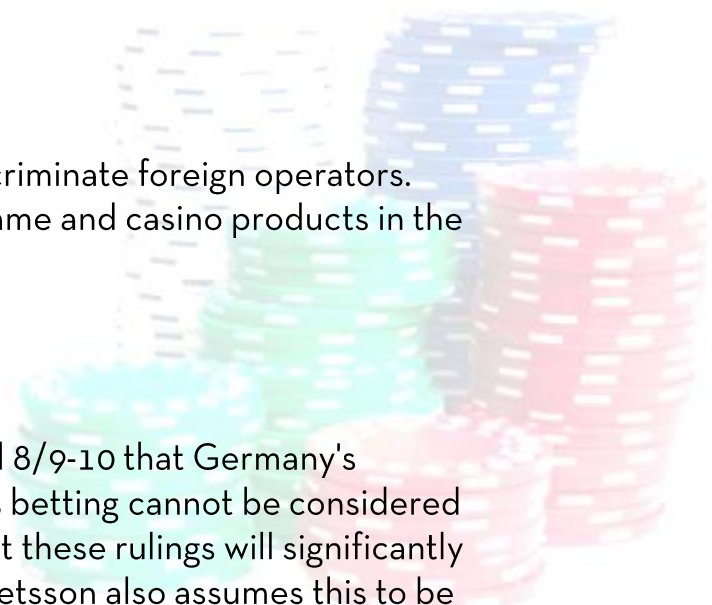 criminate foreign operators.
ame and casino products in the
8/9-10 that Germany's
betting cannot be considered
t these rulings will significantly
etsson also assumes this to be